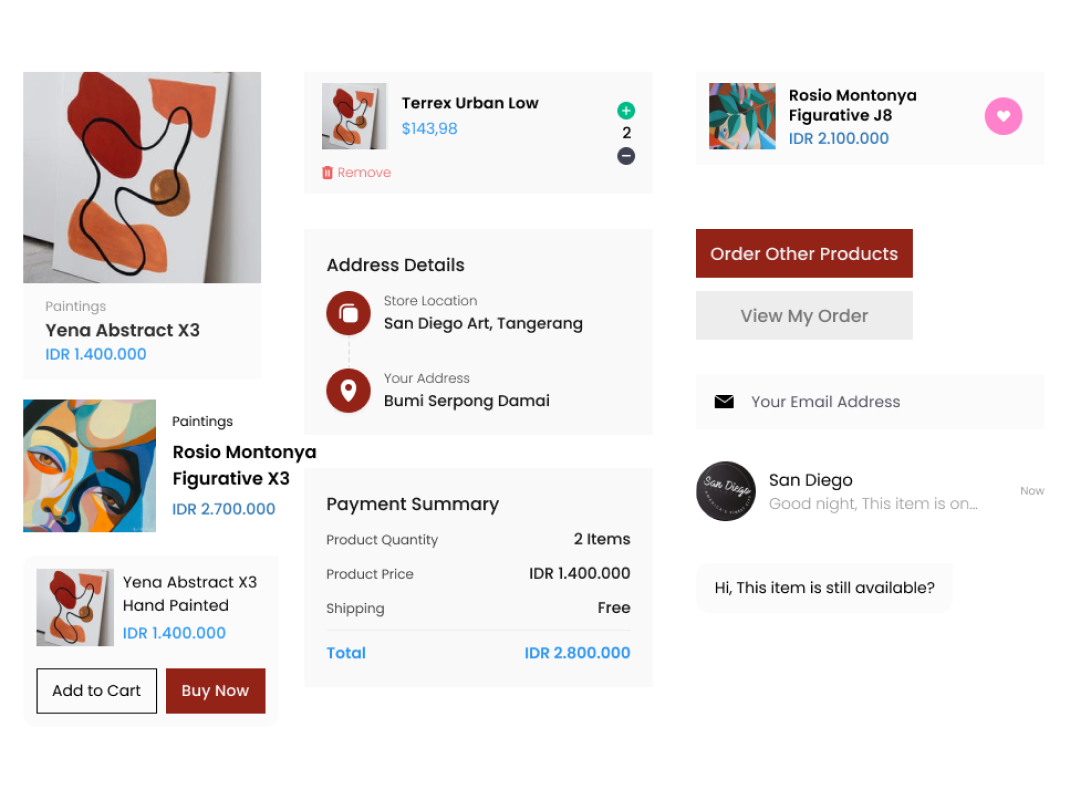 Paintings
Yena Abstract X3
IDR 1.400.000
Paintings
Rosio Montonya
Figurative X3
IDR 2.700.000
Yena Abstract X3
Hand Painted
IDR 1.400.000
Add to Cart
Buy Now
Terrex Urban Low
$143,98
2
Remove
Address Details
Store Location
San Diego Art, Tangerang
Your Address
Bumi Serpong Damai
Payment Summary
Product Quantity 2 Items
Product Price IDR 1.400.000
Shipping Free
Total IDR 2.800.000
Rosio Montonya
Figurative J8
IDR 2.100.000
Order Other Products
View My Order
Your Email Address
San Diego
San Diego
Now
Good night, This item is on...
Hi, This item is still available?